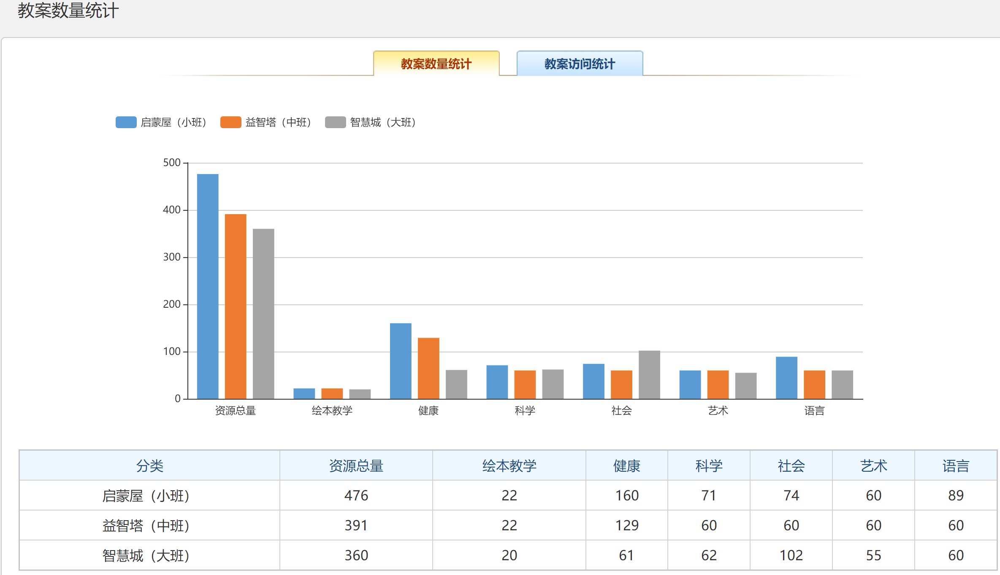 教案数量统计
教案数量统计 教案访问统计
启蒙屋（小班） 益智塔（中班） 智慧城（大班）
500
400
300
200
100
0
资源总量 绘本教学 健康 科学 社会 艺术 语言
分类 资源总量 绘本教学 健康 科学 社会 艺术 语言
启蒙屋（小班） 476 22 160 71 74 60 89
益智塔（中班） 391 22 129 60 60 60 60
智慧城（大班） 360 20 61 62 102 55 60